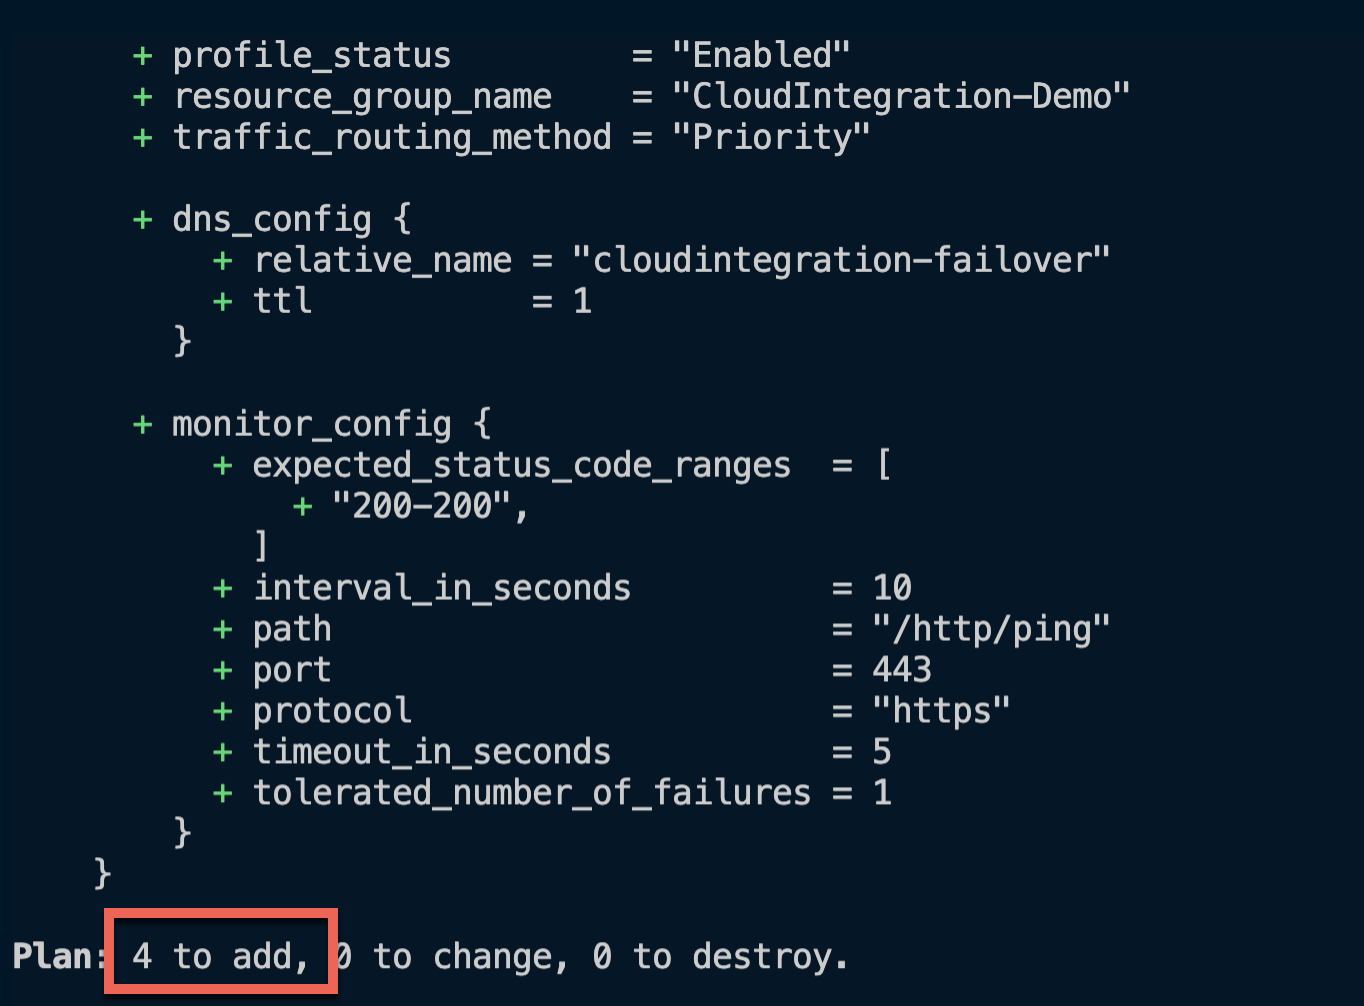 + profile_status         = "Enabled"
+ resource_group_name    = "CloudIntegration-Demo"
+ traffic_routing_method = "Priority"
+ dns_config {
+ relative_name = "cloudintegration-failover"
+ ttl           = 1
}
+ monitor_config {
+ expected_status_code_ranges  = [
+ "200-200",
]
+ interval_in_seconds          = 10
+ path                         = "/http/ping"
+ port                         = 443
+ protocol                     = "https"
+ timeout_in_seconds           = 5
+ tolerated_number_of_failures = 1
}
}
Plan: 4 to add, 0 to change, 0 to destroy.